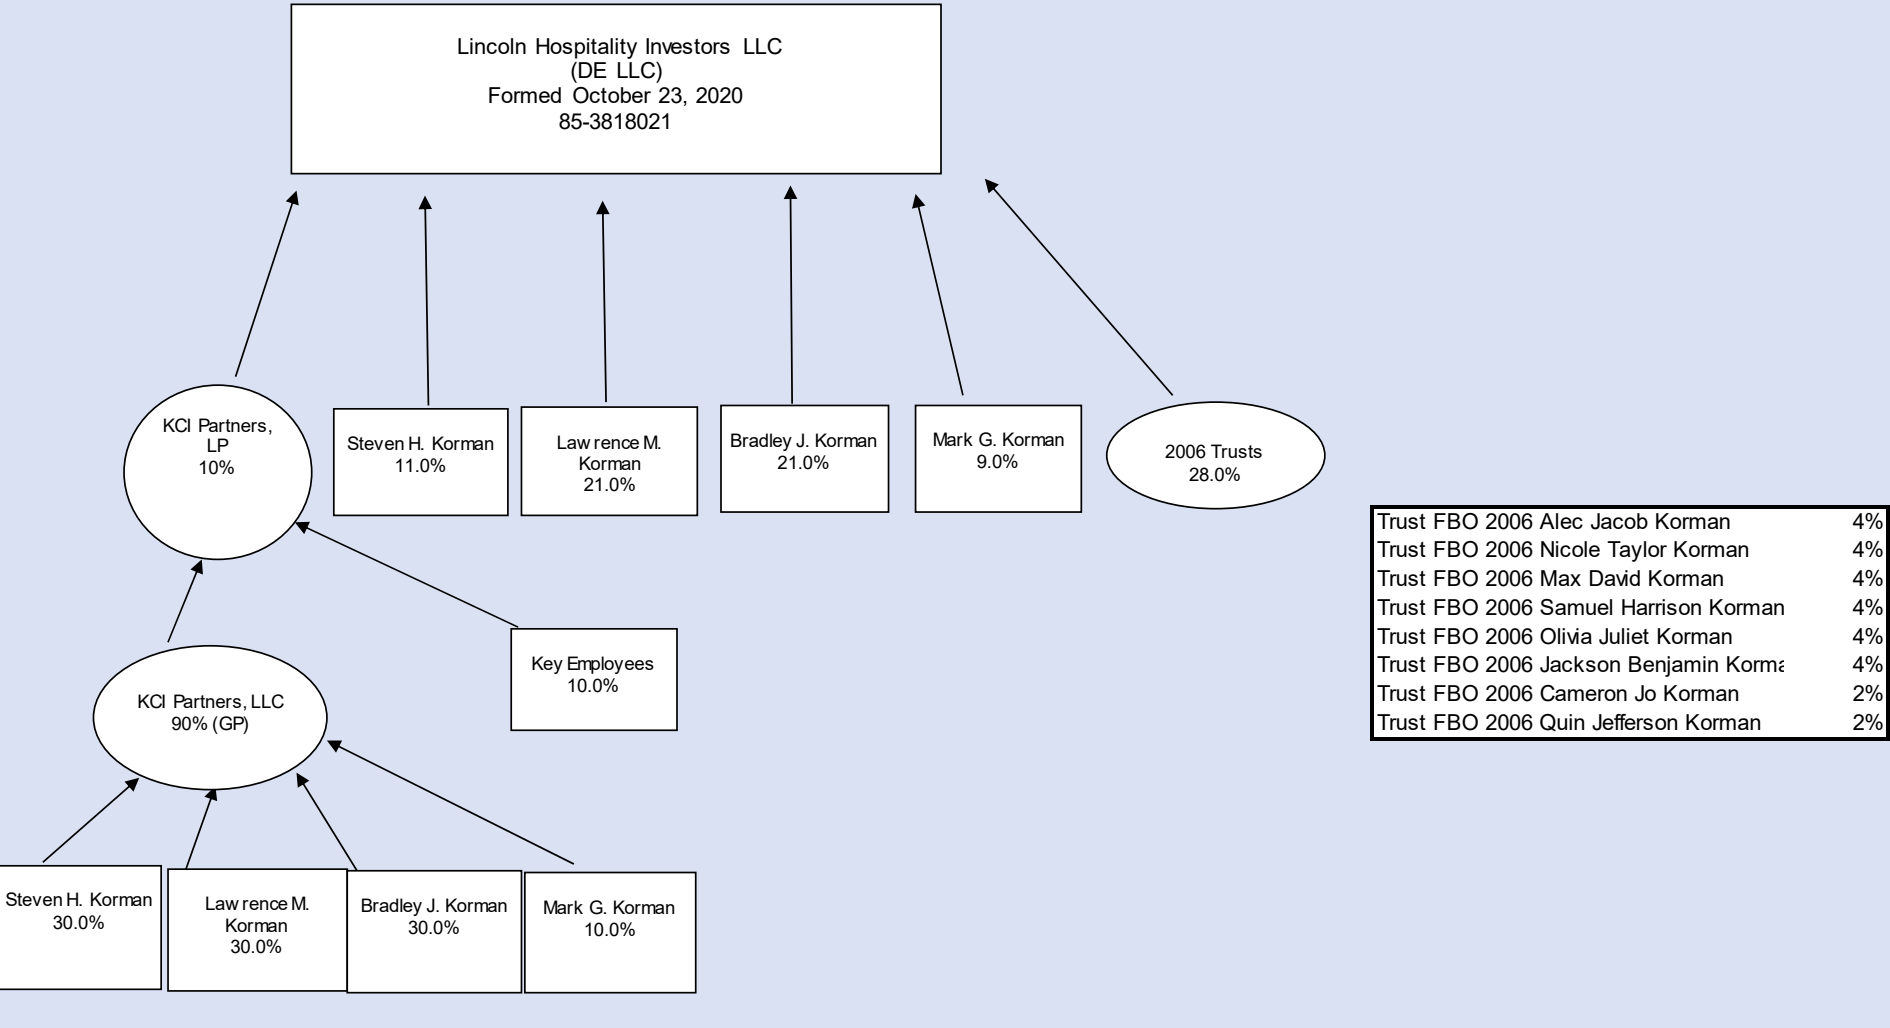 Lincoln Hospitality Investors LLC
(DE LLC)
Formed October 23, 2020
85-3818021
KCI Partners,
LP
10%
Steven H. Korman
11.0%
Lawrence M.
Korman
21.0%
Bradley J. Korman
21.0%
Mark G. Korman
9.0%
2006 Trusts
28.0%
Trust FBO 2006 Alec Jacob Korman 4%
Trust FBO 2006 Nicole Taylor Korman 4%
Trust FBO 2006 Max David Korman 4%
Trust FBO 2006 Samuel Harrison Korman 4%
Trust FBO 2006 Olivia Juliet Korman 4%
Trust FBO 2006 Jackson Benjamin Korma 4%
Trust FBO 2006 Cameron Jo Korman 2%
Trust FBO 2006 Quin Jefferson Korman 2%
Key Employees
10.0%
KCI Partners, LLC
90% (GP)
Steven H. Korman
30.0%
Lawrence M.
Korman
30.0%
Bradley J. Korman
30.0%
Mark G. Korman
10.0%